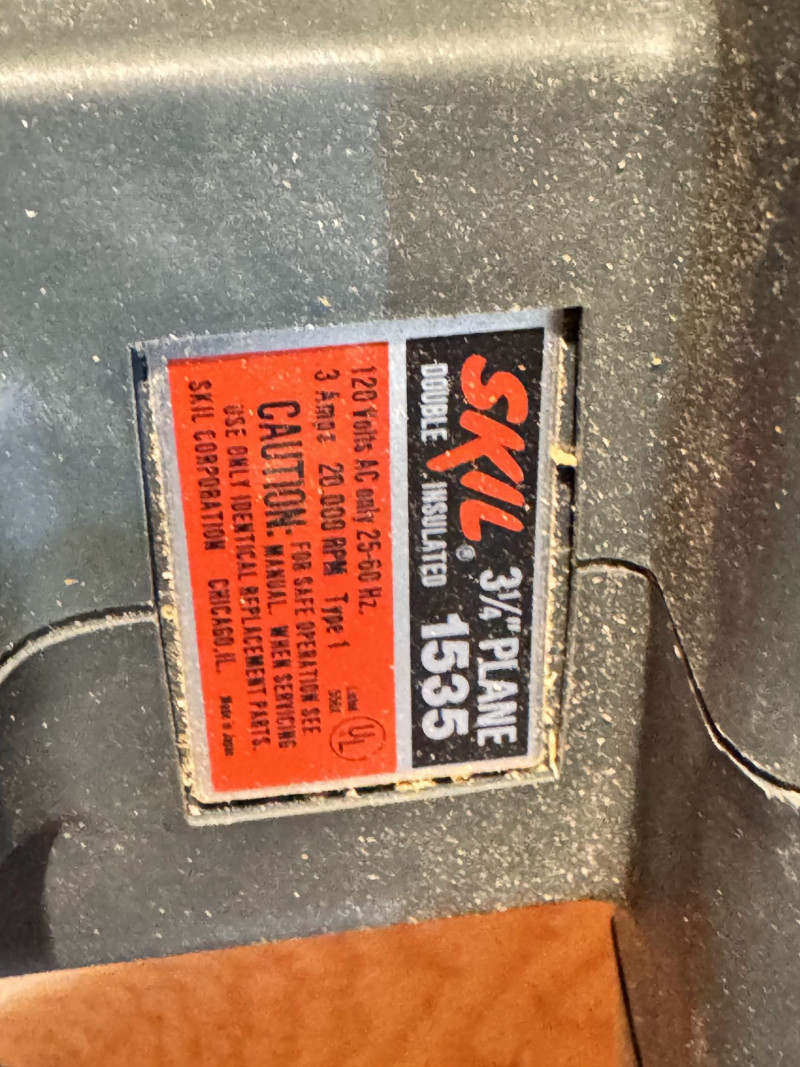 SKIL® 3¼" PLANE
DOUBLE INSULATED 1535
120 Volts AC only 25-60 Hz.
3 Amps 20,000 RPM Type 1
Listed
UL
CAUTION: FOR SAFE OPERATION SEE
MANUAL. WHEN SERVICING
USE ONLY IDENTICAL REPLACEMENT PARTS.
SKIL CORPORATION CHICAGO, IL. Made in Japan